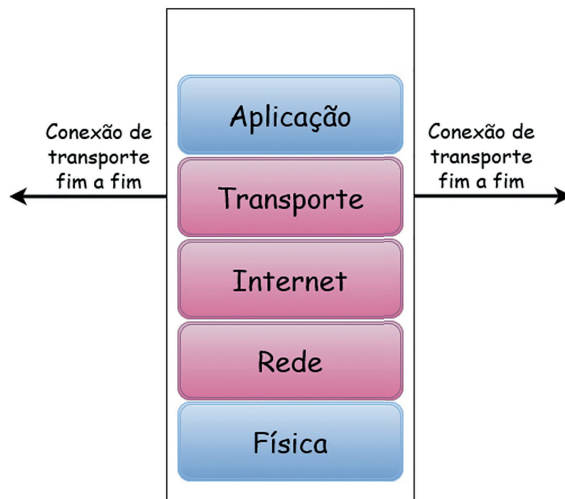 Aplicação
Conexão de
transporte
fim a fim
Conexão de
transporte
fim a fim
Transporte
Internet
Rede
Física